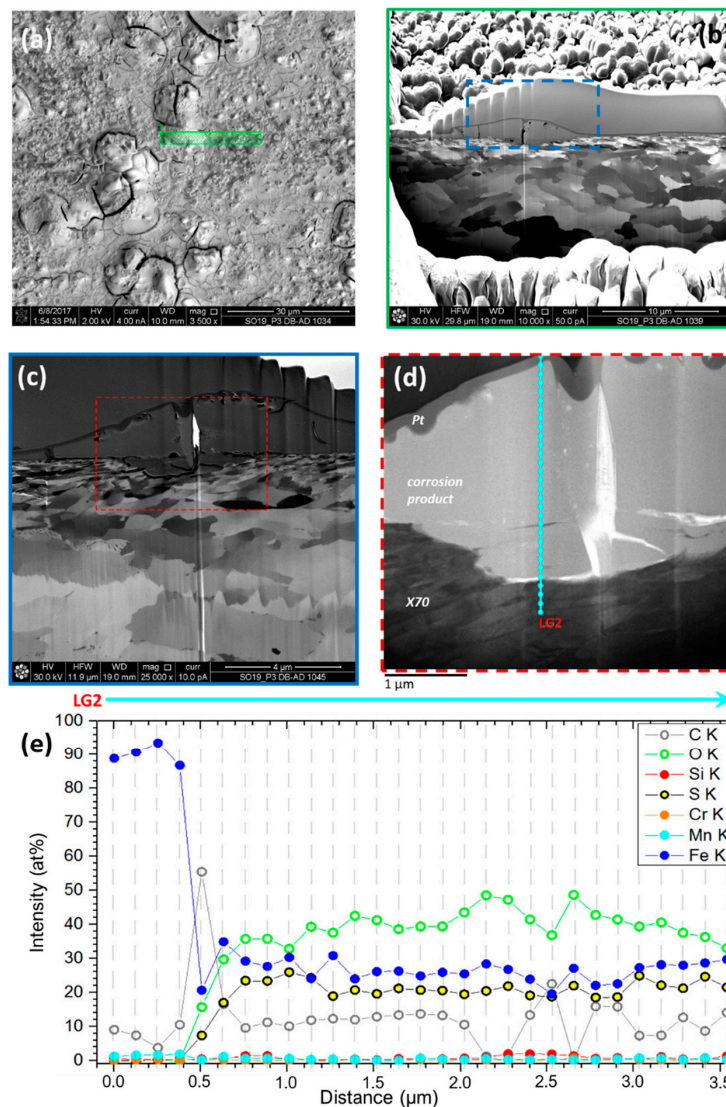 (a)
6/8/2017 HV curr WD mag 30 µm
1:54:33 PM 2.00 kV 4.00 nA 10.0 mm 3 500 x SO19_P3 DB-AD 1034
(b)
HV HFW WD mag curr 10 µm
30.0 kV 29.8 µm 19.0 mm 10 000 x 50.0 pA SO19_P3 DB-AD 1039
(c)
HV HFW WD mag curr 4 µm
30.0 kV 11.9 µm 19.0 mm 25 000 x 10.0 pA SO19_P3 DB-AD 1045
(d)
Pt
corrosion
product
X70
LG2
1 µm
LG2
(e)
100
90
80
70
60
50
40
30
20
10
0
Intensity (at%)
C K
O K
Si K
S K
Cr K
Mn K
Fe K
0.0 0.5 1.0 1.5 2.0 2.5 3.0 3.5
Distance (µm)